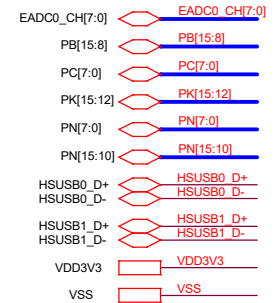 EADC0_CH[7:0] EADC0_CH[7:0]
PB[15:8] PB[15:8]
PC[7:0] PC[7:0]
PK[15:12] PK[15:12]
PN[7:0] PN[7:0]
PN[15:10] PN[15:10]
HSUSB0_D+ HSUSB0_D+
HSUSB0_D- HSUSB0_D-
HSUSB1_D+ HSUSB1_D+
HSUSB1_D- HSUSB1_D-
VDD3V3 VDD3V3
VSS VSS